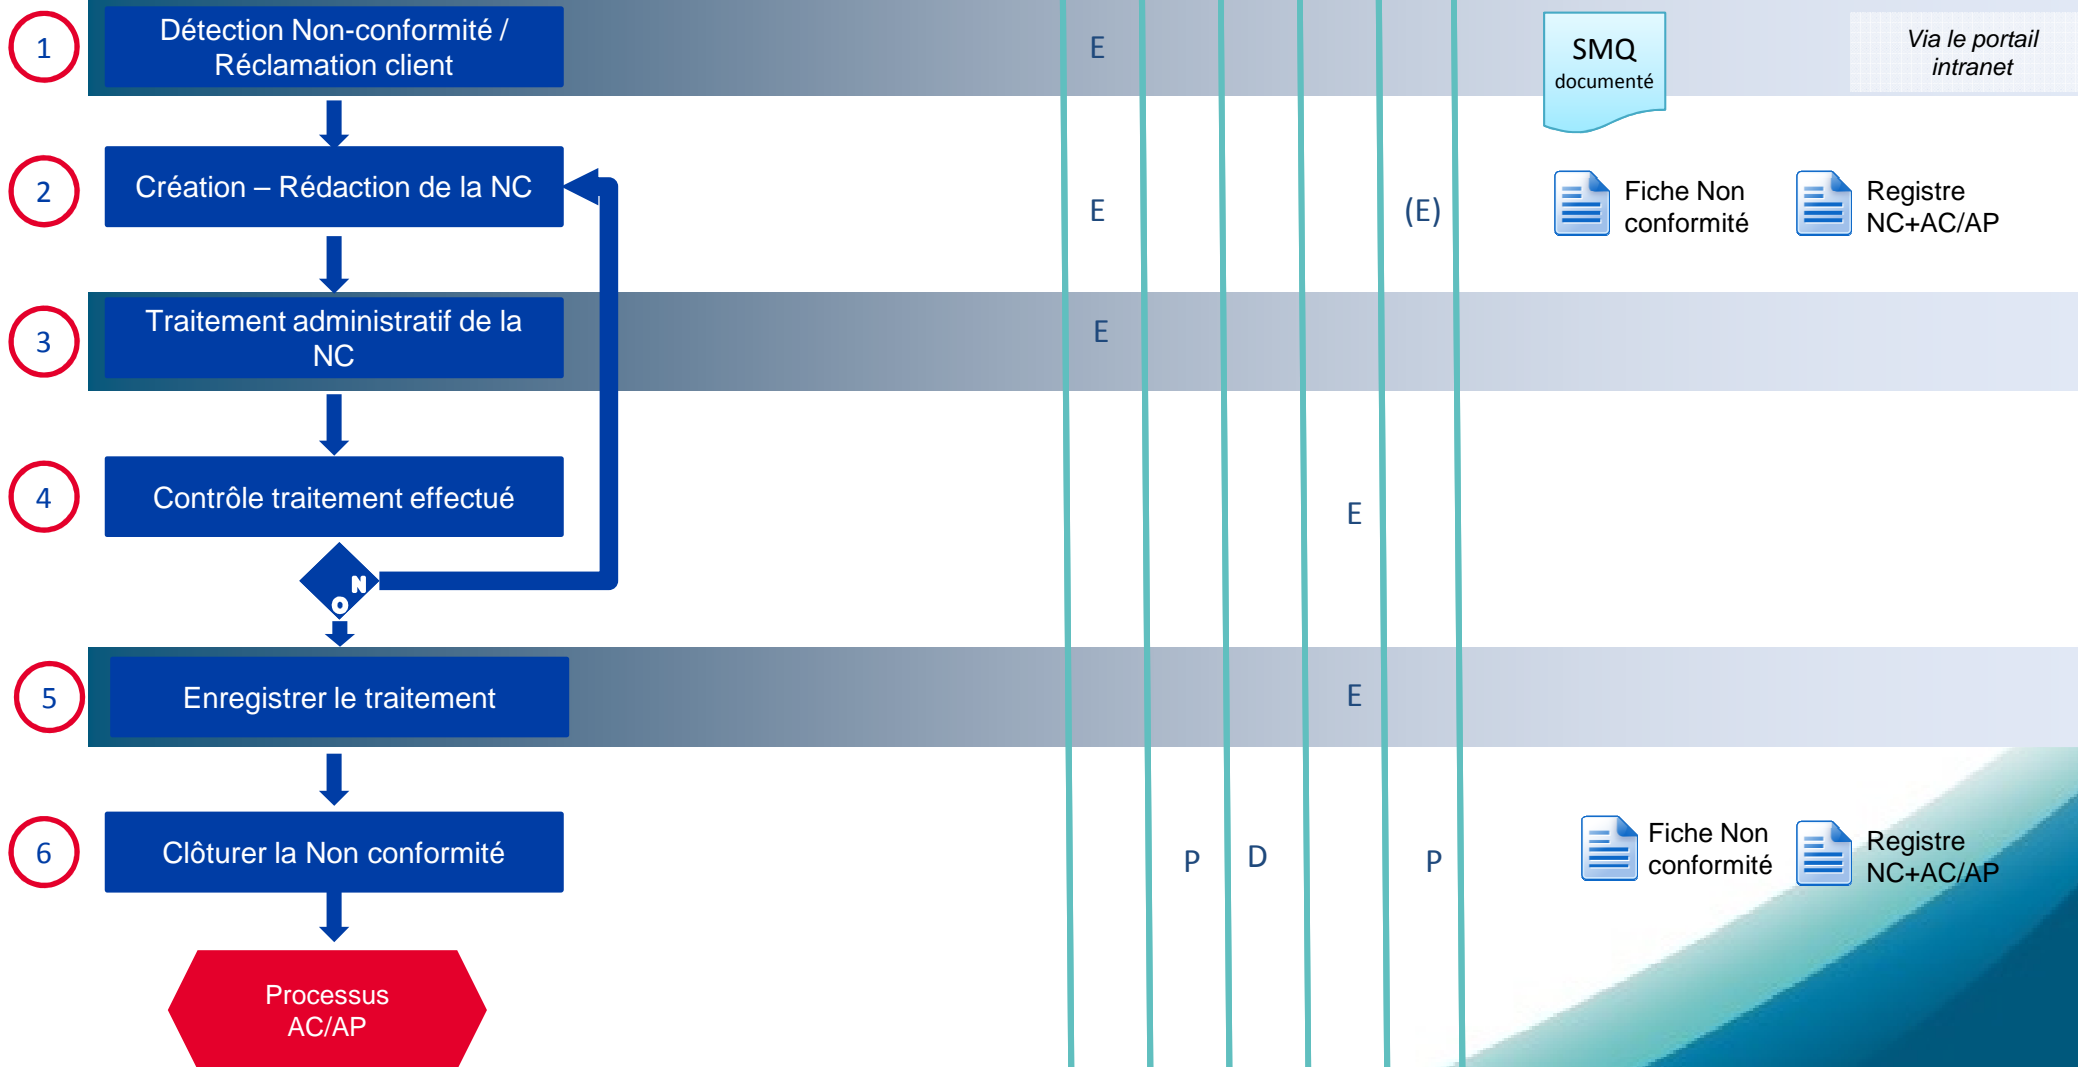 1
Détection Non-conformité /
Réclamation client
E
SMQ
documenté
Via le portail
intranet
2
Création – Rédaction de la NC
E
(E)
Fiche Non
conformité
Registre
NC+AC/AP
3
Traitement administratif de la
NC
E
4
Contrôle traitement effectué
E
N
O
5
Enregistrer le traitement
E
6
Clôturer la Non conformité
P
D
P
Fiche Non
conformité
Registre
NC+AC/AP
Processus
AC/AP